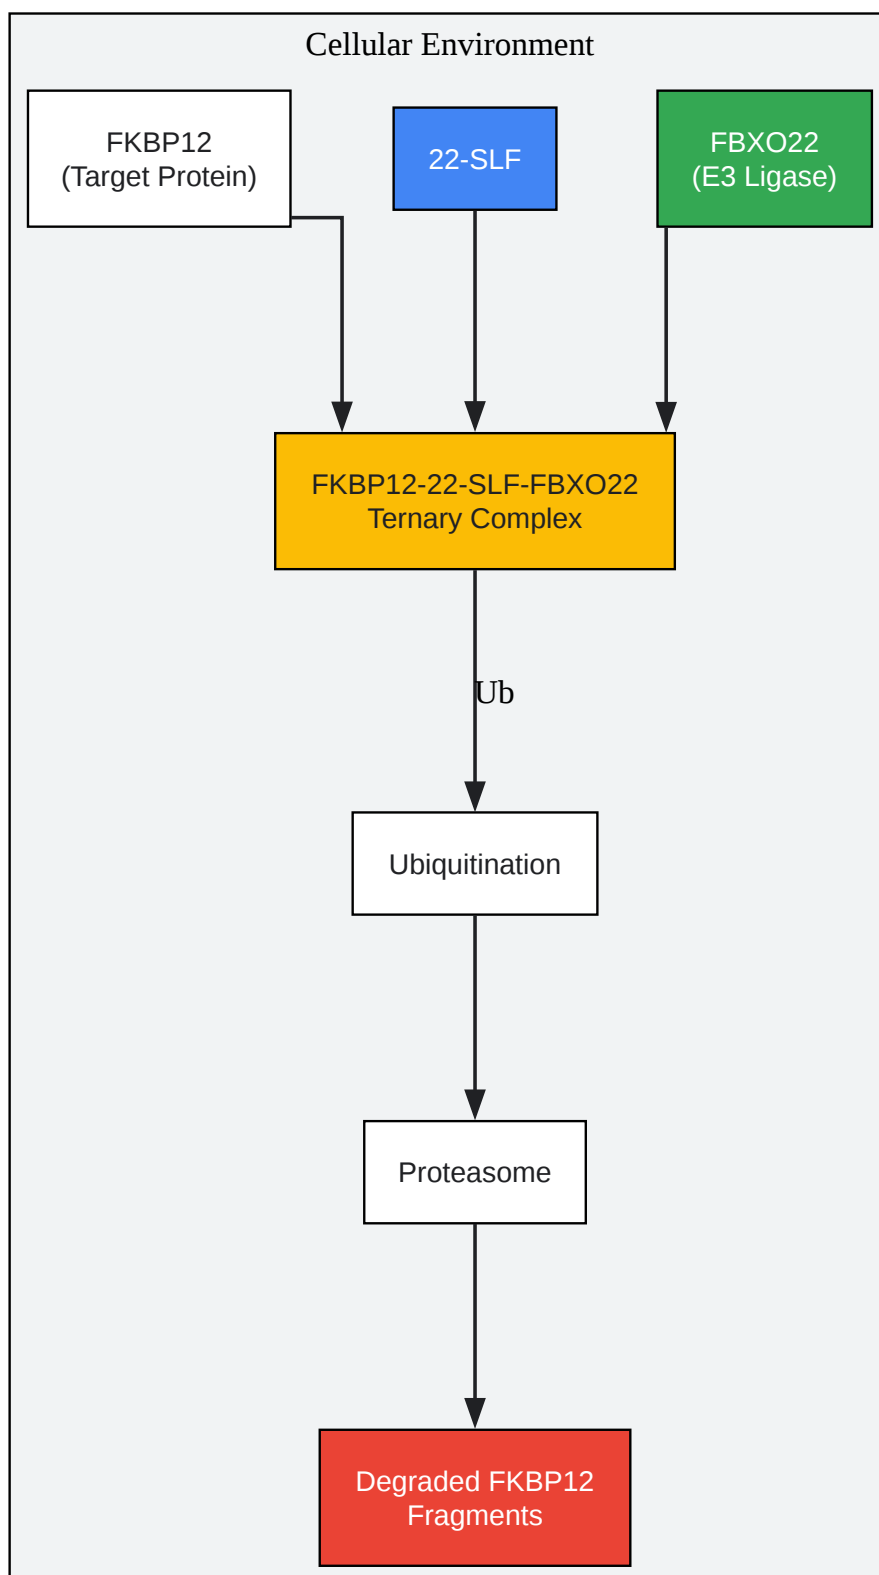 Cellular Environment
FKBP12
(Target Protein)
22-SLF
FBXO22
(E3 Ligase)
FKBP12-22-SLF-FBXO22
Ternary Complex
Ub
Ubiquitination
Proteasome
Degraded FKBP12
Fragments